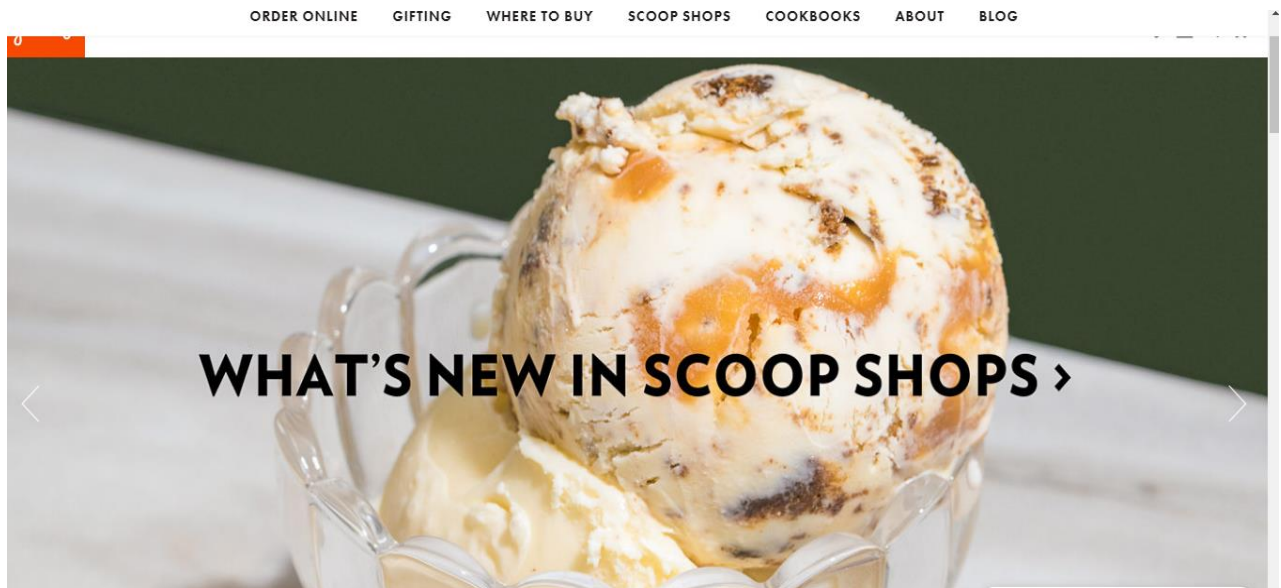 ORDER ONLINE GIFTING WHERE TO BUY SCOOP SHOPS COOKBOOKS ABOUT BLOG
WHAT’S NEW IN SCOOP SHOPS ›